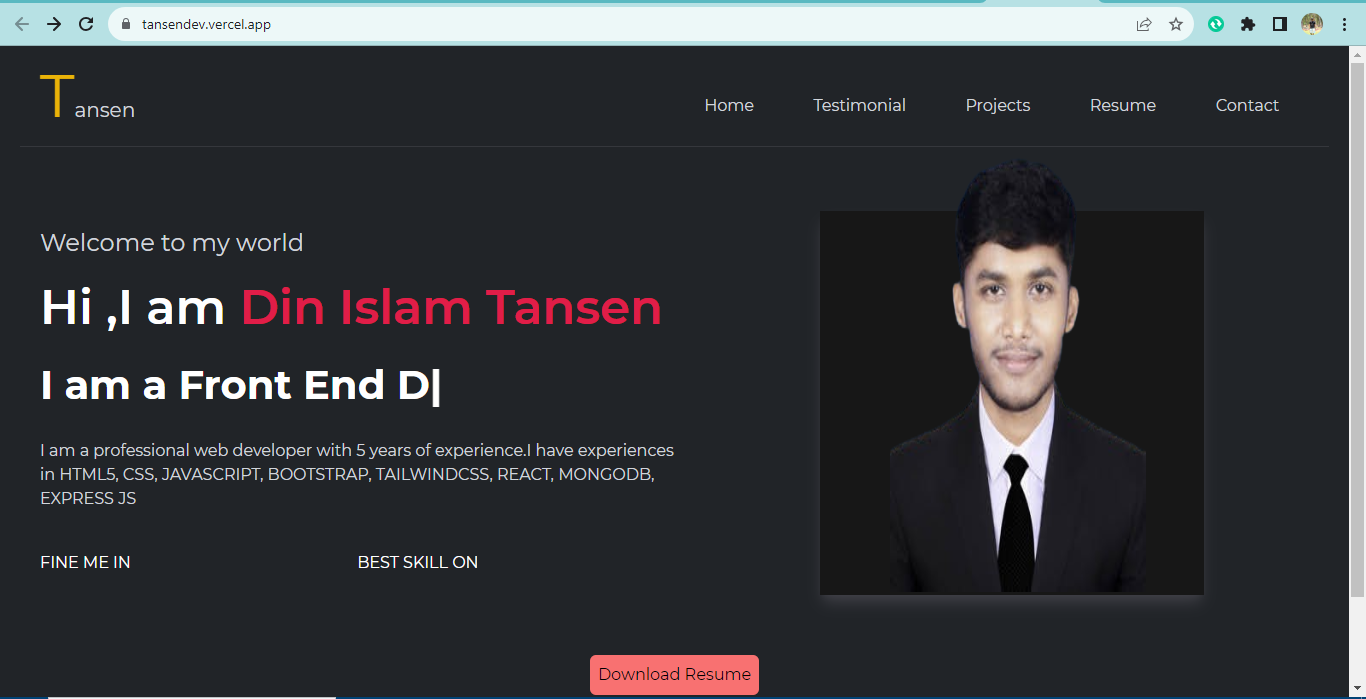 tansendev.vercel.app
Tansen
Home Testimonial Projects Resume Contact
Welcome to my world
Hi ,I am Din Islam Tansen
I am a Front End D|
I am a professional web developer with 5 years of experience.I have experiences
in HTML5, CSS, JAVASCRIPT, BOOTSTRAP, TAILWINDCSS, REACT, MONGODB,
EXPRESS JS
FINE ME IN BEST SKILL ON
Download Resume